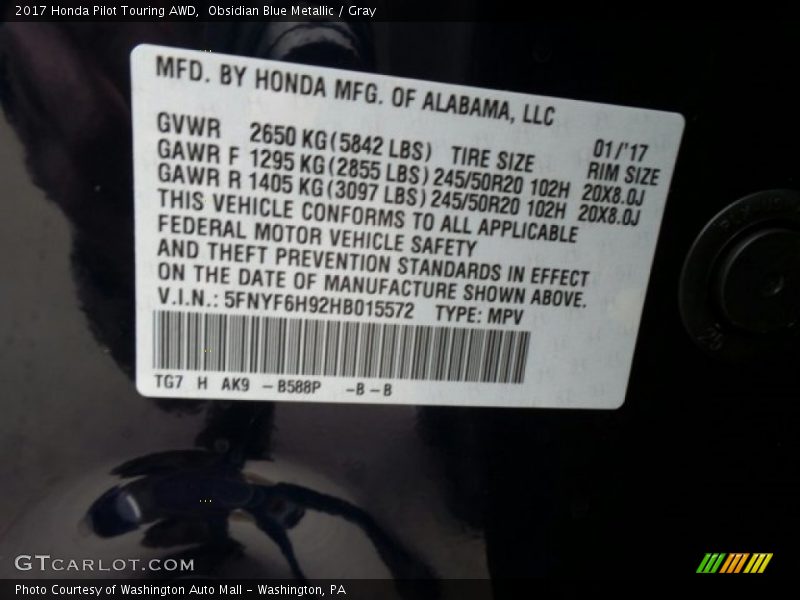 2017 Honda Pilot Touring AWD, Obsidian Blue Metallic / Gray
MFD. BY HONDA MFG. OF ALABAMA, LLC
01/'17
GVWR 2650 KG(5842 LBS) TIRE SIZE RIM SIZE
GAWR F 1295 KG(2855 LBS) 245/50R20 102H 20X8.0J
GAWR R 1405 KG(3097 LBS) 245/50R20 102H 20X8.0J
THIS VEHICLE CONFORMS TO ALL APPLICABLE
FEDERAL MOTOR VEHICLE SAFETY
AND THEFT PREVENTION STANDARDS IN EFFECT
ON THE DATE OF MANUFACTURE SHOWN ABOVE.
V.I.N.: 5FNYF6H92HB015572 TYPE: MPV
TG7 H AK9 - B588P - B - B
GTCARLOT.COM
Photo Courtesy of Washington Auto Mall - Washington, PA